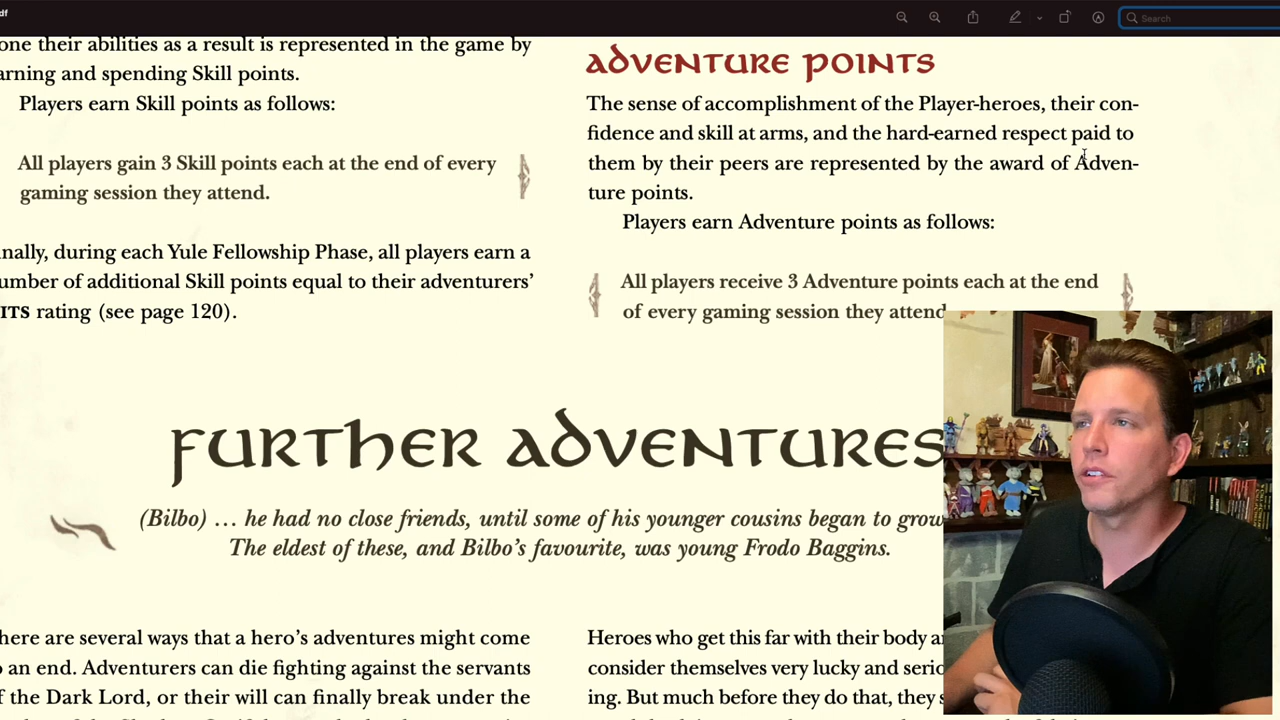 df
Search
one their abilities as a result is represented in the game by
arning and spending Skill points.
Players earn Skill points as follows:
All players gain 3 Skill points each at the end of every
gaming session they attend.
inally, during each Yule Fellowship Phase, all players earn a
umber of additional Skill points equal to their adventurers'
ITS rating (see page 120).
ADVENTURE POINTS
The sense of accomplishment of the Player-heroes, their con-
fidence and skill at arms, and the hard-earned respect paid to
them by their peers are represented by the award of Adven-
ture points.
Players earn Adventure points as follows:
All players receive 3 Adventure points each at the end
of every gaming session they attend
FURTHER ADVENTURES
(Bilbo) … he had no close friends, until some of his younger cousins began to grow
The eldest of these, and Bilbo's favourite, was young Frodo Baggins.
here are several ways that a hero's adventures might come
o an end. Adventurers can die fighting against the servants
f the Dark Lord, or their will can finally break under the
Heroes who get this far with their body a
consider themselves very lucky and serio
ing. But much before they do that, they s